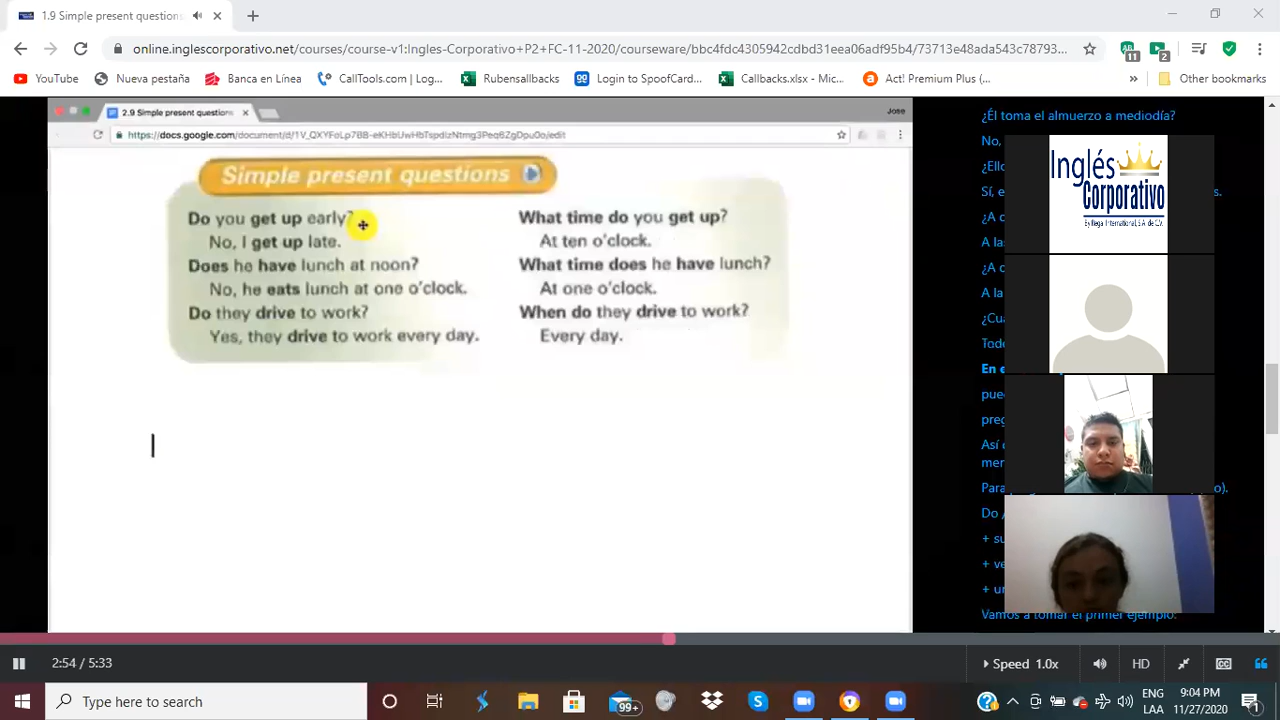 1.9 Simple present questions
online.inglescorporativo.net/courses/course-v1:Ingles-Corporativo+P2+FC-11-2020/courseware/bbc4fdc4305942cdbd31eea06adf95b4/73713e48ada543c78793...
11
2
YouTube
Nueva pestaña
Banca en Línea
CallTools.com | Log...
Rubensallbacks
Login to SpoofCard...
Callbacks.xlsx - Mic...
Act! Premium Plus (...
»
Other bookmarks
2.9 Simple present questions
Jose
Simple present questions
Do you get up early?
No, I get up late.
Does he have lunch at noon?
No, he eats lunch at one o'clock.
Do they drive to work?
Yes, they drive to work every day.
What time do you get up?
At ten o'clock.
What time does he have lunch?
At one o'clock.
When do they drive to work?
Every day.
¿Él toma el almuerzo a mediodía?
No,
Inglés
Corporativo
Vamos a tomar el primer ejemplo:
2:54 / 5:33
Speed 1.0x
HD
Type here to search
99+
ENG
LAA
9:04 PM
11/27/2020
1